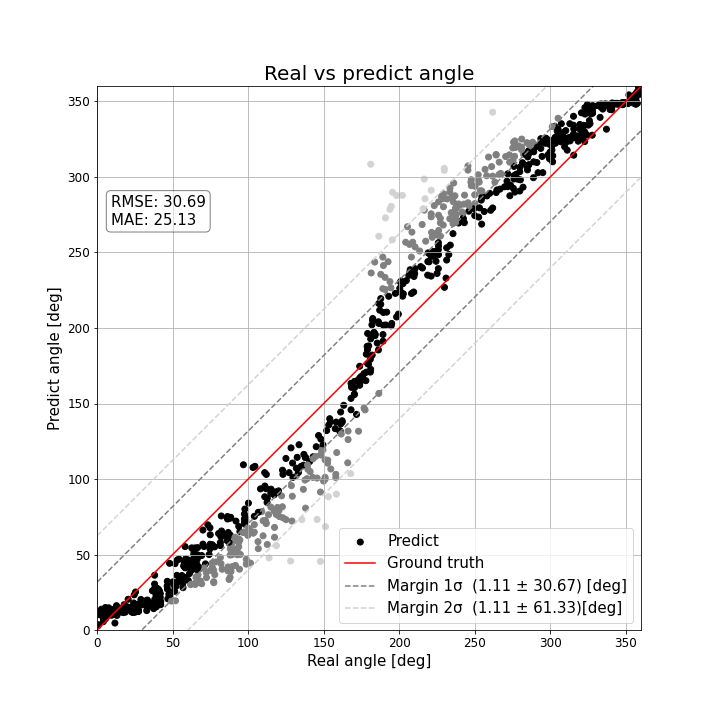 Real vs predict angle
350
300
250
200
150
100
50
0
Predict angle [deg]
RMSE: 30.69
MAE: 25.13
Predict
Ground truth
Margin 1σ (1.11 ± 30.67) [deg]
Margin 2σ (1.11 ± 61.33)[deg]
0 50 100 150 200 250 300 350
Real angle [deg]